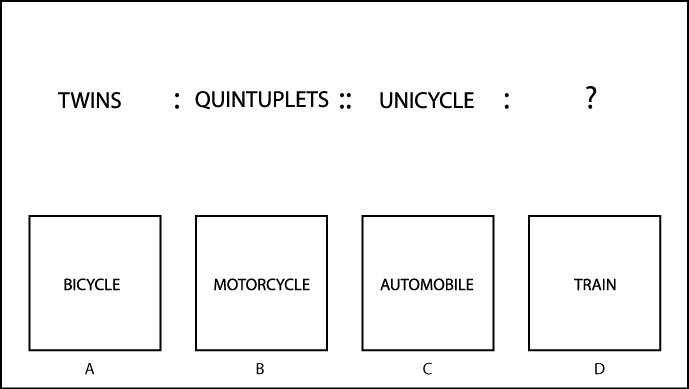 TWINS : QUINTUPLETS :: UNICYCLE : ?
BICYCLE MOTORCYCLE AUTOMOBILE TRAIN
A B C D